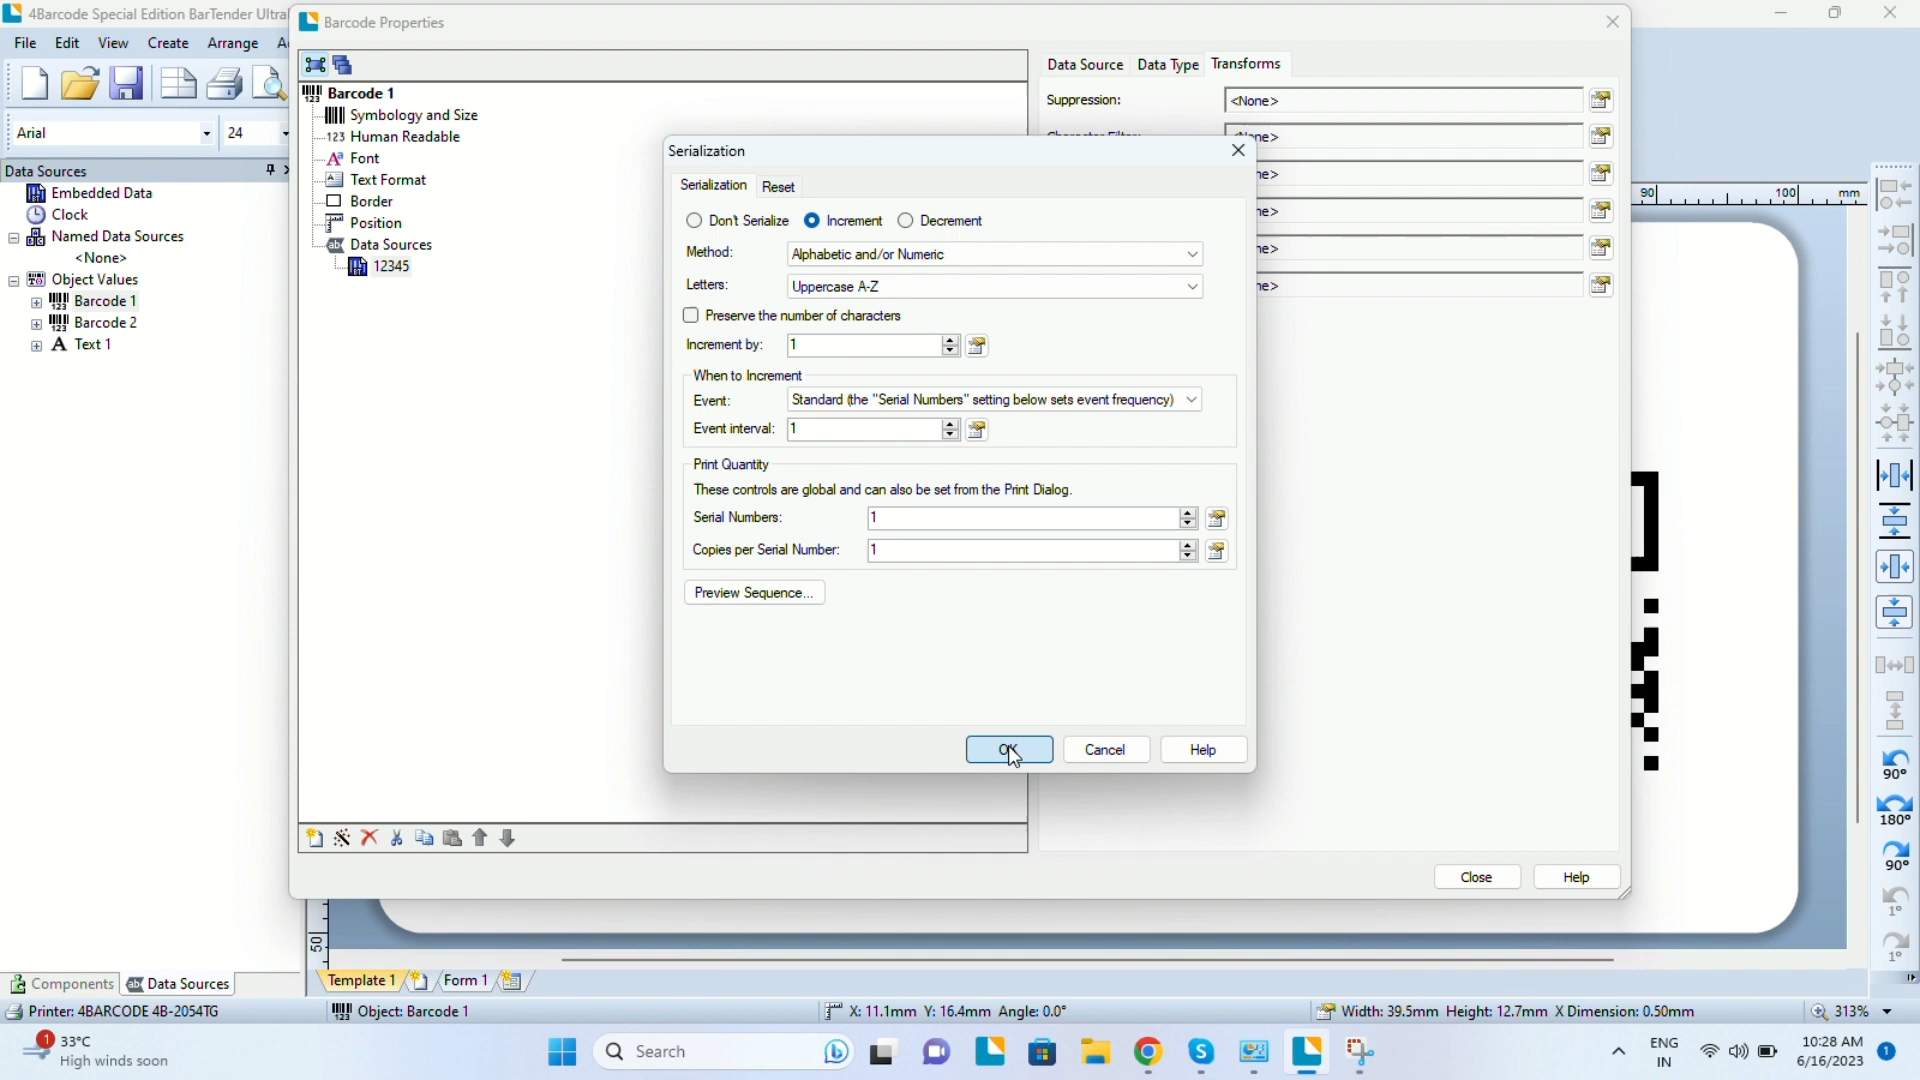 4Barcode Special Edition BarTender Ultra
File Edit View Create Arrange
Arial 24
Data Sources
Embedded Data
Clock
Named Data Sources
<None>
Object Values
Barcode 1
Barcode 2
Text 1
Components Data Sources
Barcode Properties
Barcode 1
Symbology and Size
Human Readable
Font
Text Format
Border
Position
Data Sources
12345
Data Source Data Type Transforms
Suppression: <None>
Serialization
Serialization Reset
Don't Serialize Increment Decrement
Method: Alphabetic and/or Numeric
Letters: Uppercase A-Z
Preserve the number of characters
Increment by: 1
When to Increment
Event: Standard (the "Serial Numbers" setting below sets event frequency)
Event interval: 1
Print Quantity
These controls are global and can also be set from the Print Dialog.
Serial Numbers: 1
Copies per Serial Number: 1
Preview Sequence...
OK Cancel Help
Close Help
90 100 mm
90°
180°
90°
1°
1°
50
Template 1 Form 1
Printer: 4BARCODE 4B-2054TG Object: Barcode 1 X: 11.1mm Y: 16.4mm Angle: 0.0° Width: 39.5mm Height: 12.7mm X Dimension: 0.50mm 313%
1 33°C
High winds soon
Search
ENG
IN
10:28 AM
6/16/2023
1